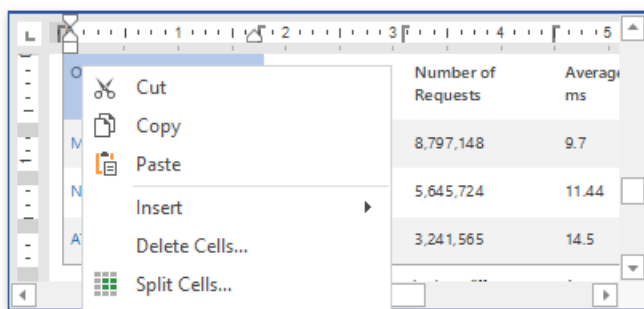 1 2 3 4 5
Number of Average
Requests ms
Cut
Copy
8,797,148 9.7
Paste
5,645,724 11.44
Insert
3,241,565 14.5
Delete Cells...
Split Cells...